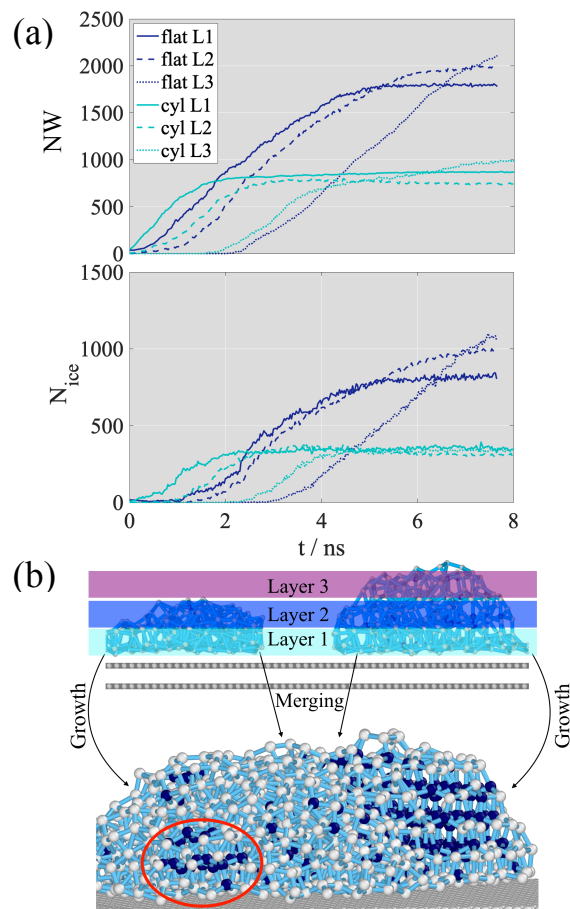 (a)
flat L1
flat L2
flat L3
cyl L1
cyl L2
cyl L3
NW
2500
2000
1500
1000
500
0
N_ice
1500
1000
500
0
0 2 4 6 8
t / ns
(b)
Layer 3
Layer 2
Layer 1
Growth
Merging
Growth